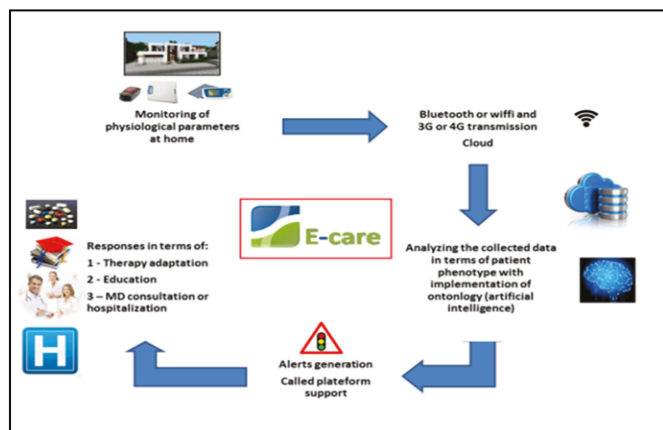 Monitoring of
physiological parameters
at home
Bluetooth or wiffi and
3G or 4G transmission
Cloud
E-care
Analyzing the collected data
in terms of patient
phenotype with
implementation of
ontonlogy (artificial
intelligence)
Alerts generation
Called plateform
support
Responses in terms of:
1 - Therapy adaptation
2 - Education
3 – MD consultation or
hospitalization
H